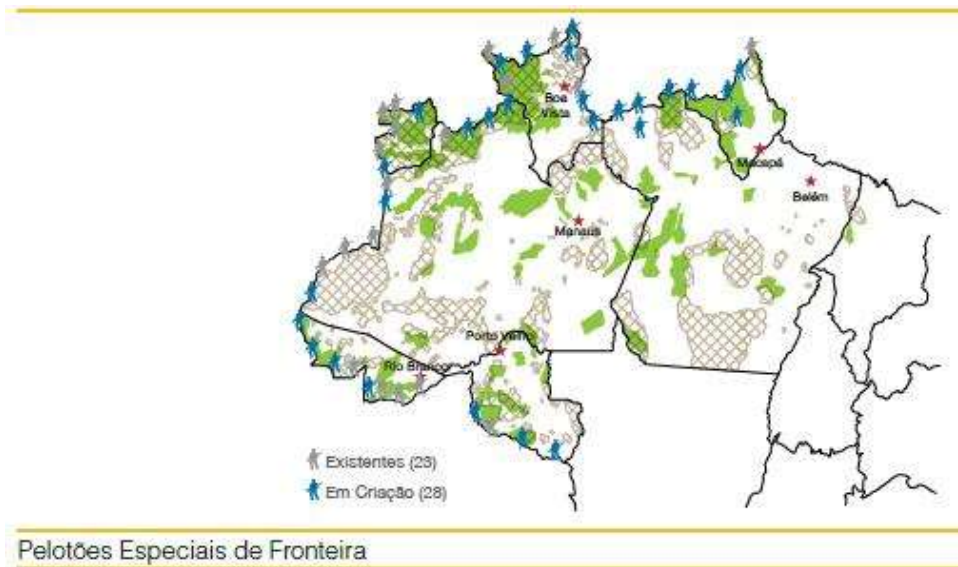 Boa
Vista
Macapá
Belém
Manaus
Porto Velho
Rio Branco
Existentes (23)
Em Criação (28)
Pelotões Especiais de Fronteira